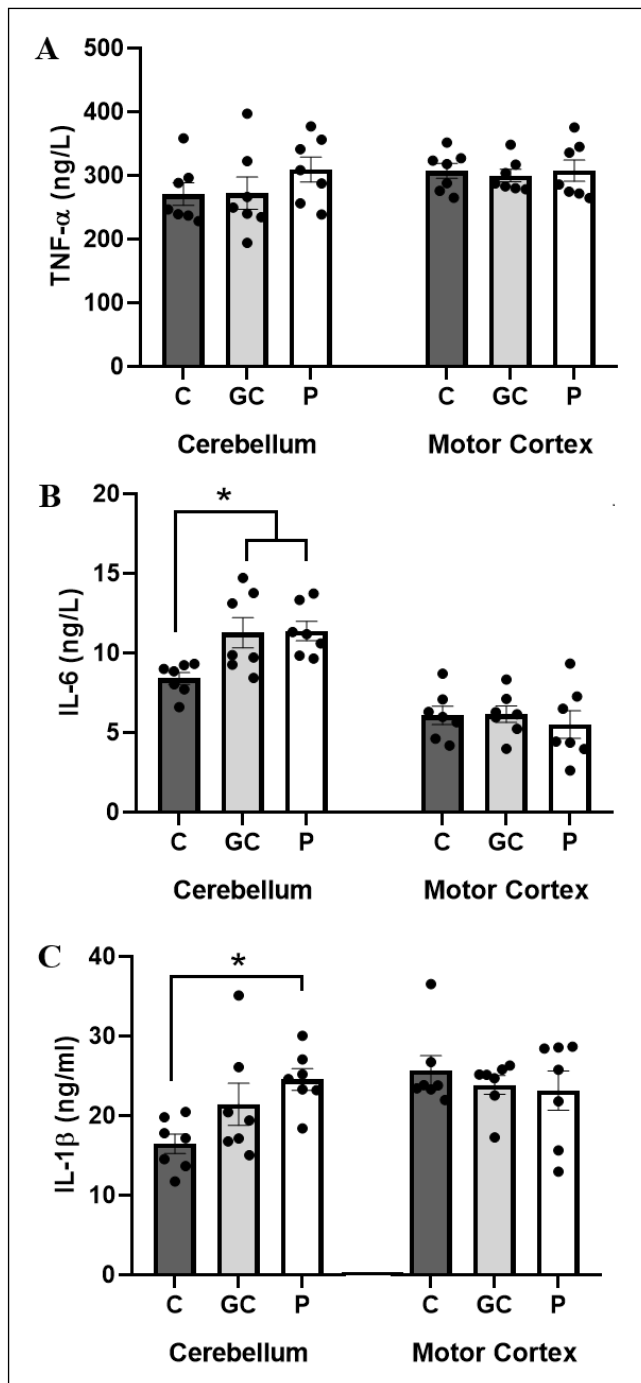 A
500
400
300
200
100
0
TNF-α (ng/L)
C GC P C GC P
Cerebellum Motor Cortex
B
20
15
10
5
0
IL-6 (ng/L)
*
C GC P C GC P
Cerebellum Motor Cortex
C
40
30
20
10
0
IL-1β (ng/ml)
*
C GC P C GC P
Cerebellum Motor Cortex